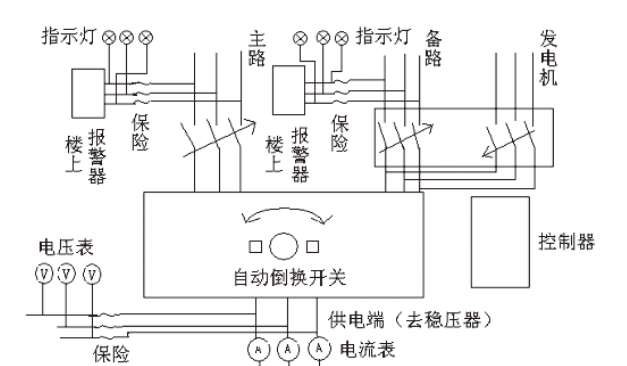 指示灯
主路
指示灯
备路
发电机
楼上
报警器
保险
楼上
报警器
保险
自动倒换开关
控制器
电压表
V V V
供电端（去稳压器）
保险
A A A
电流表